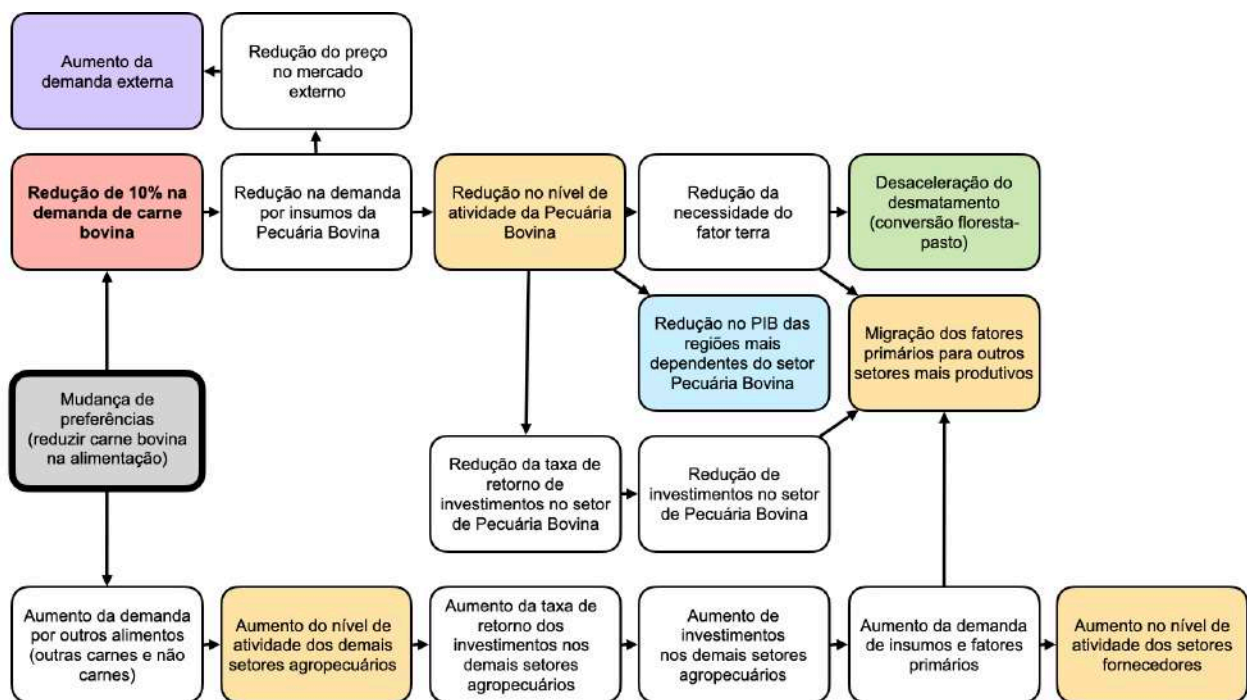 Aumento da
demanda externa
Redução do preço
no mercado
externo
Redução de 10% na
demanda de carne
bovina
Redução na demanda
por insumos da
Pecuária Bovina
Redução no nível de
atividade da Pecuária
Bovina
Redução da
necessidade do
fator terra
Desaceleração do
desmatamento
(conversão floresta-
pasto)
Redução no PIB das
regiões mais
dependentes do setor
Pecuária Bovina
Migração dos fatores
primários para outros
setores mais produtivos
Mudança de
preferências
(reduzir carne bovina
na alimentação)
Redução da taxa de
retorno de
investimentos no setor
de Pecuária Bovina
Redução de
investimentos no setor
de Pecuária Bovina
Aumento da demanda
por outros alimentos
(outras carnes e não
carnes)
Aumento do nível de
atividade dos demais
setores agropecuários
Aumento da taxa de
retorno dos
investimentos nos
demais setores
agropecuários
Aumento de
investimentos
nos demais setores
agropecuários
Aumento da demanda
de insumos e fatores
primários
Aumento no nível de
atividade dos setores
fornecedores